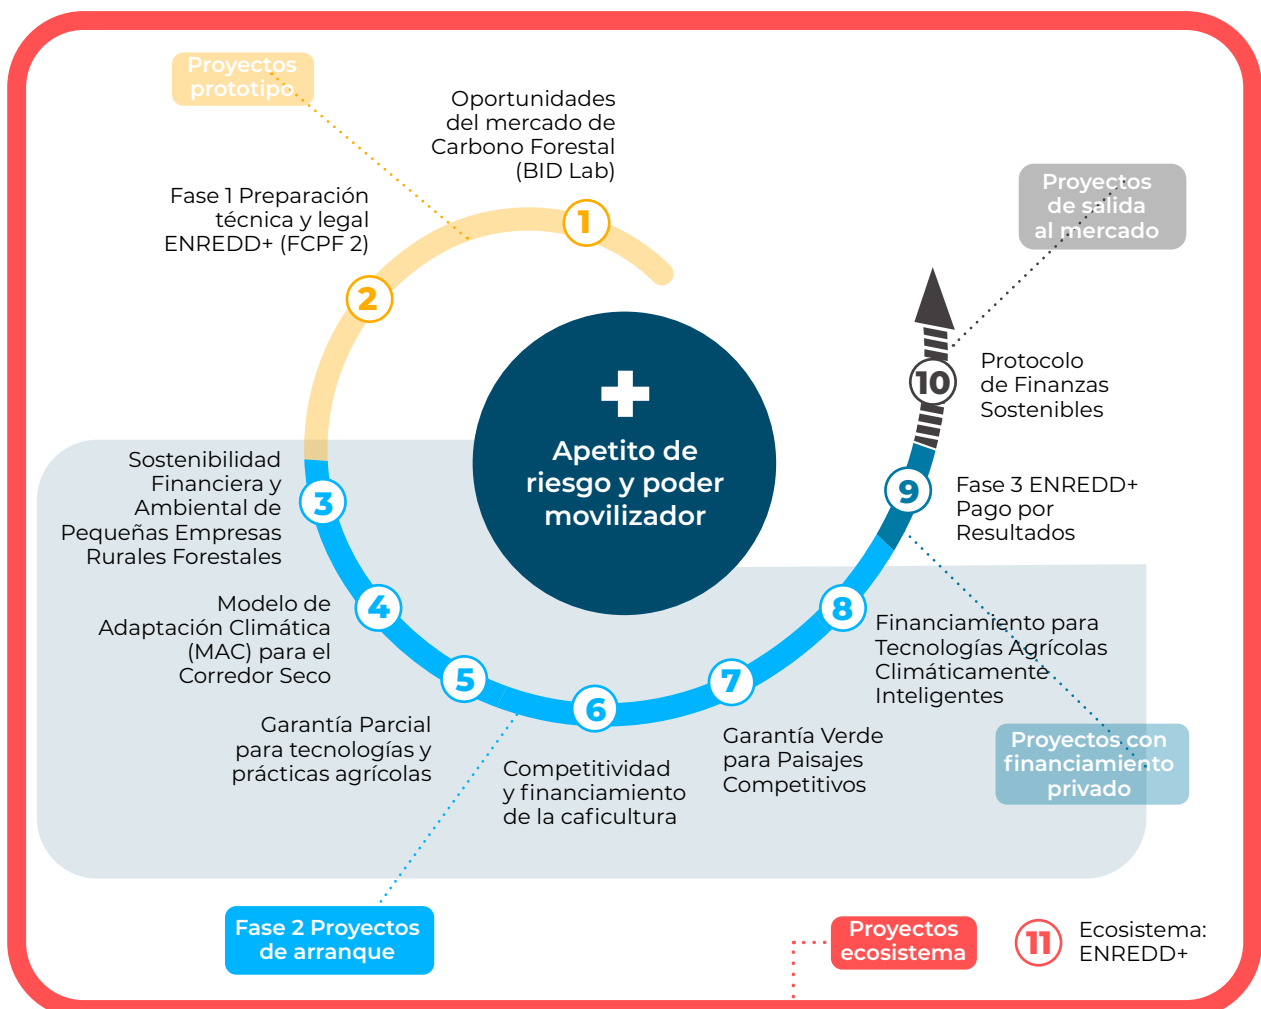 Proyectos
prototipo
Oportunidades
del mercado de
Carbono Forestal
(BID Lab)
1
Fase 1 Preparación
técnica y legal
ENREDD+ (FCPF 2)
2
Proyectos
de salida
al mercado
Apetito de
riesgo y poder
movilizador
10
Protocolo
de Finanzas
Sostenibles
Sostenibilidad
Financiera y
Ambiental de
Pequeñas Empresas
Rurales Forestales
3
9
Fase 3 ENREDD+
Pago por
Resultados
Modelo de
Adaptación Climática
(MAC) para el
Corredor Seco
4
8
Financiamiento para
Tecnologías Agrícolas
Climáticamente
Inteligentes
5
Garantía Parcial
para tecnologías y
prácticas agrícolas
6
Competitividad
y financiamiento
de la caficultura
7
Garantía Verde
para Paisajes
Competitivos
Proyectos con
financiamiento
privado
Fase 2 Proyectos
de arranque
Proyectos
ecosistema
11
Ecosistema:
ENREDD+